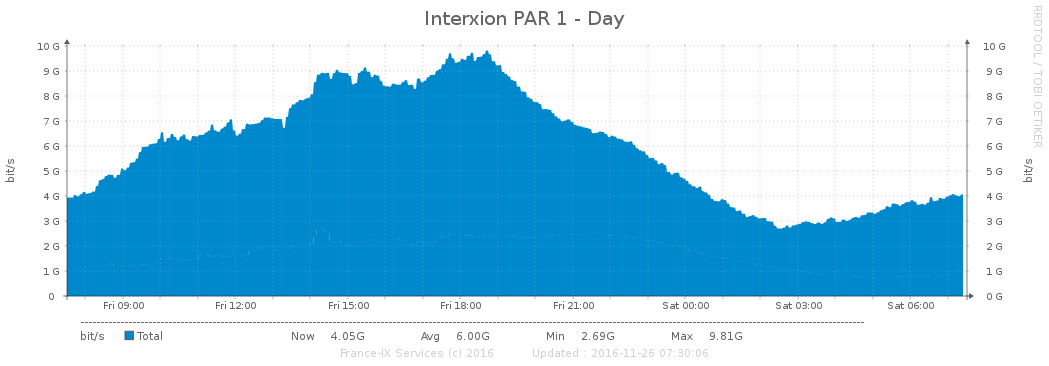 Interxion PAR 1 - Day
RRDTOOL / TOBI OETIKER
bit/s
10 G 10 G
9 G 9 G
8 G 8 G
7 G 7 G
6 G 6 G
5 G 5 G
4 G 4 G
3 G 3 G
2 G 2 G
1 G 1 G
0 0 G
bit/s
Fri 09:00 Fri 12:00 Fri 15:00 Fri 18:00 Fri 21:00 Sat 00:00 Sat 03:00 Sat 06:00
bit/s Total Now 4.05G Avg 6.00G Min 2.69G Max 9.81G
France-IX Services (c) 2016 Updated : 2016-11-26 07:30:06